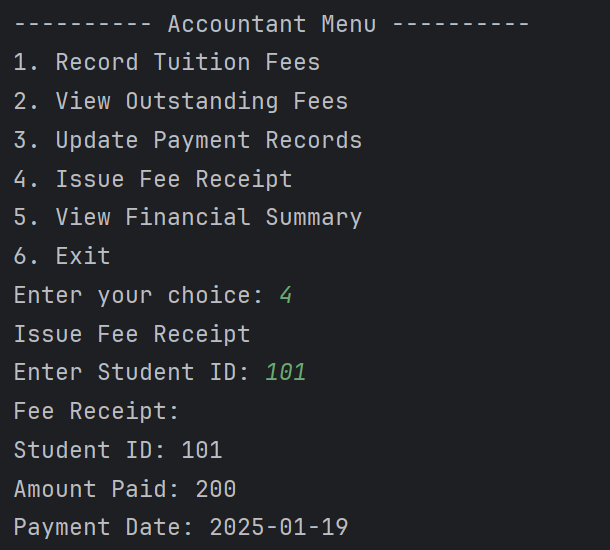 ---------- Accountant Menu ----------
1. Record Tuition Fees
2. View Outstanding Fees
3. Update Payment Records
4. Issue Fee Receipt
5. View Financial Summary
6. Exit
Enter your choice: 4
Issue Fee Receipt
Enter Student ID: 101
Fee Receipt:
Student ID: 101
Amount Paid: 200
Payment Date: 2025-01-19